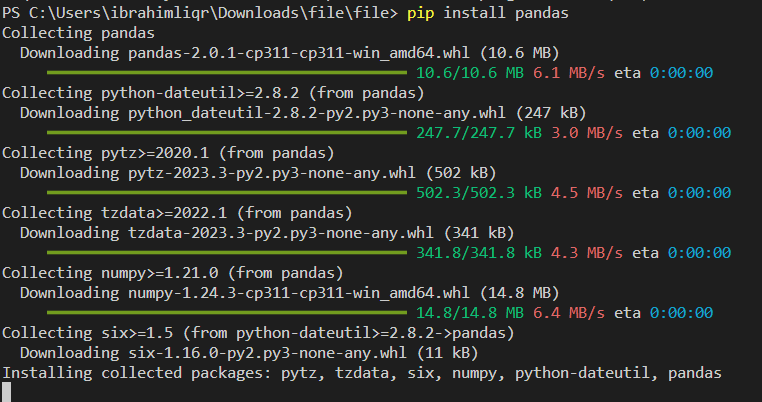 PS C:\Users\ibrahimliqr\Downloads\file\file> pip install pandas
Collecting pandas
Downloading pandas-2.0.1-cp311-cp311-win_amd64.whl (10.6 MB)
10.6/10.6 MB 6.1 MB/s eta 0:00:00
Collecting python-dateutil>=2.8.2 (from pandas)
Downloading python_dateutil-2.8.2-py2.py3-none-any.whl (247 kB)
247.7/247.7 kB 3.0 MB/s eta 0:00:00
Collecting pytz>=2020.1 (from pandas)
Downloading pytz-2023.3-py2.py3-none-any.whl (502 kB)
502.3/502.3 kB 4.5 MB/s eta 0:00:00
Collecting tzdata>=2022.1 (from pandas)
Downloading tzdata-2023.3-py2.py3-none-any.whl (341 kB)
341.8/341.8 kB 4.3 MB/s eta 0:00:00
Collecting numpy>=1.21.0 (from pandas)
Downloading numpy-1.24.3-cp311-cp311-win_amd64.whl (14.8 MB)
14.8/14.8 MB 6.4 MB/s eta 0:00:00
Collecting six>=1.5 (from python-dateutil>=2.8.2->pandas)
Downloading six-1.16.0-py2.py3-none-any.whl (11 kB)
Installing collected packages: pytz, tzdata, six, numpy, python-dateutil, pandas